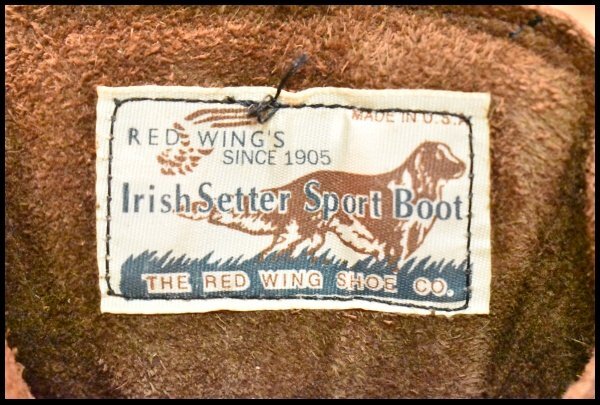 MADE IN U.S.A.
RED WING'S
SINCE 1905
Irish Setter Sport Boot
THE RED WING SHOE CO.